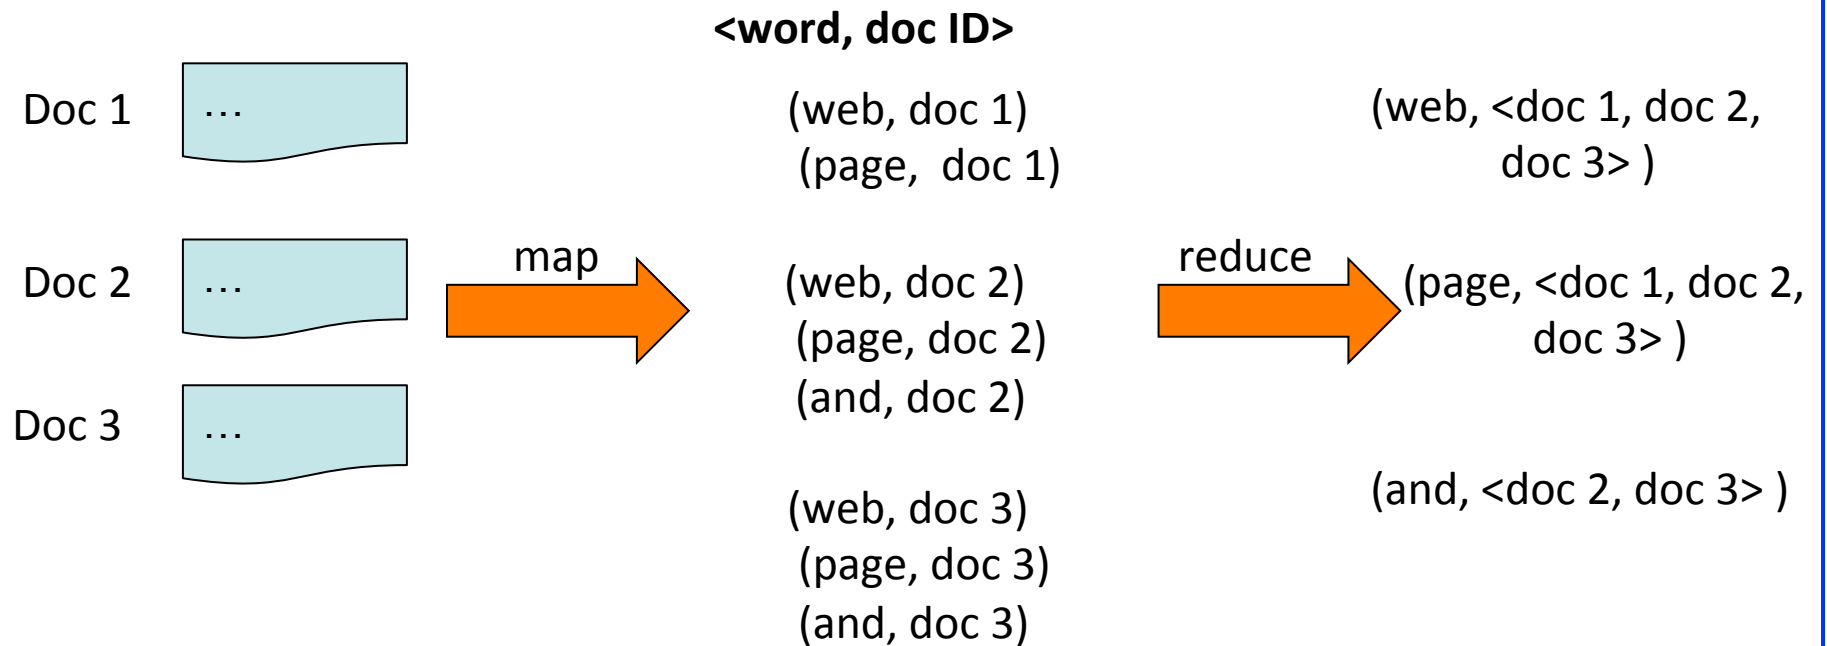 <word, doc ID>
Doc 1
...
(web, doc 1)
(page, doc 1)
(web, <doc 1, doc 2,
doc 3> )
Doc 2
...
map
(web, doc 2)
(page, doc 2)
(and, doc 2)
reduce
(page, <doc 1, doc 2,
doc 3> )
Doc 3
...
(web, doc 3)
(page, doc 3)
(and, doc 3)
(and, <doc 2, doc 3> )